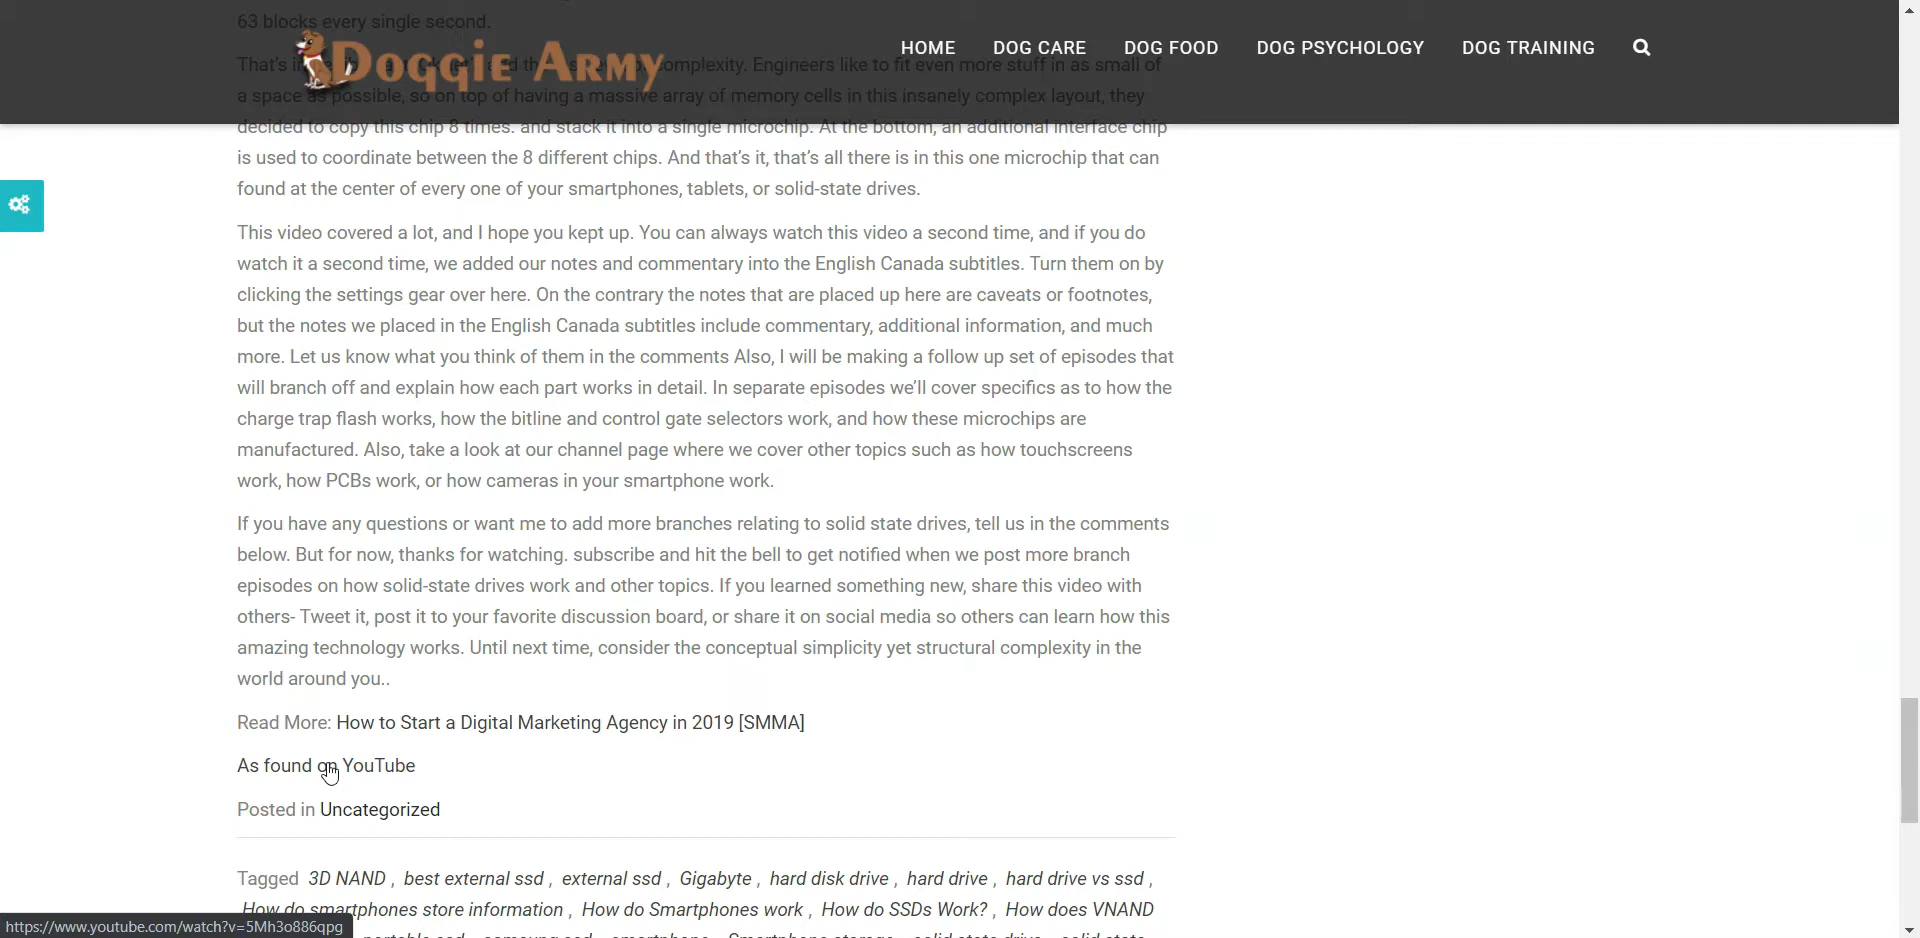 63 blocks every single second.
Doggie Army
HOME DOG CARE DOG FOOD DOG PSYCHOLOGY DOG TRAINING
That's complexity. Engineers like to fit even more stuff in as small of
a space as possible, so on top of having a massive array of memory cells in this insanely complex layout, they
decided to copy this chip 8 times. and stack it into a single microchip. At the bottom, an additional interface chip
is used to coordinate between the 8 different chips. And that's it, that's all there is in this one microchip that can
found at the center of every one of your smartphones, tablets, or solid-state drives.
This video covered a lot, and I hope you kept up. You can always watch this video a second time, and if you do
watch it a second time, we added our notes and commentary into the English Canada subtitles. Turn them on by
clicking the settings gear over here. On the contrary the notes that are placed up here are caveats or footnotes,
but the notes we placed in the English Canada subtitles include commentary, additional information, and much
more. Let us know what you think of them in the comments Also, I will be making a follow up set of episodes that
will branch off and explain how each part works in detail. In separate episodes we'll cover specifics as to how the
charge trap flash works, how the bitline and control gate selectors work, and how these microchips are
manufactured. Also, take a look at our channel page where we cover other topics such as how touchscreens
work, how PCBs work, or how cameras in your smartphone work.
If you have any questions or want me to add more branches relating to solid state drives, tell us in the comments
below. But for now, thanks for watching. subscribe and hit the bell to get notified when we post more branch
episodes on how solid-state drives work and other topics. If you learned something new, share this video with
others- Tweet it, post it to your favorite discussion board, or share it on social media so others can learn how this
amazing technology works. Until next time, consider the conceptual simplicity yet structural complexity in the
world around you..
Read More: How to Start a Digital Marketing Agency in 2019 [SMMA]
As found on YouTube
Posted in Uncategorized
Tagged 3D NAND , best external ssd , external ssd , Gigabyte , hard disk drive , hard drive , hard drive vs ssd ,
How do smartphones store information , How do Smartphones work , How do SSDs Work? , How does VNAND
https://www.youtube.com/watch?v=5Mh3o886qpg